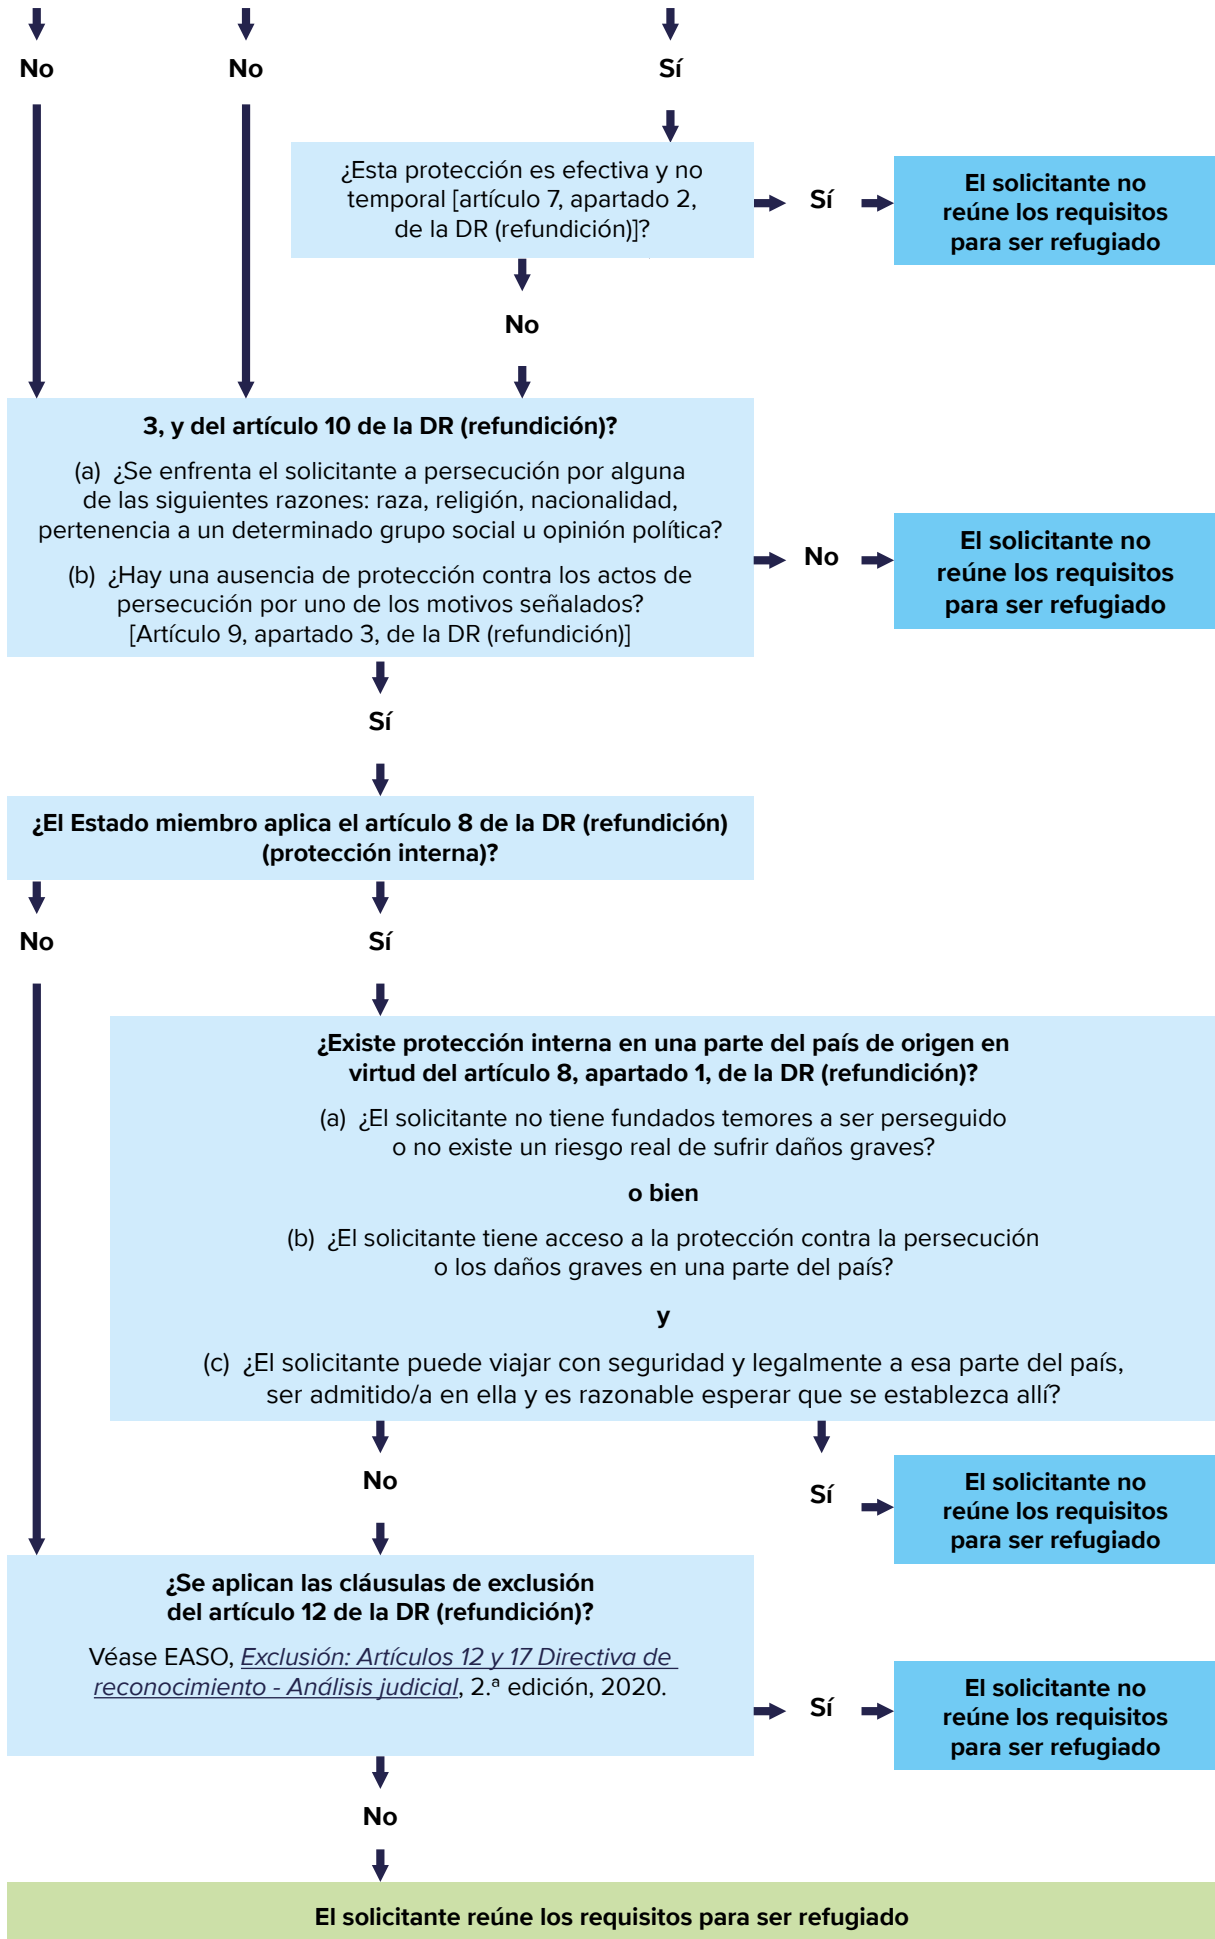 No
No
Sí
¿Esta protección es efectiva y no
temporal [artículo 7, apartado 2,
de la DR (refundición)]?
Sí
El solicitante no
reúne los requisitos
para ser refugiado
No
3, y del artículo 10 de la DR (refundición)?
(a) ¿Se enfrenta el solicitante a persecución por alguna
de las siguientes razones: raza, religión, nacionalidad,
pertenencia a un determinado grupo social u opinión política?
(b) ¿Hay una ausencia de protección contra los actos de
persecución por uno de los motivos señalados?
[Artículo 9, apartado 3, de la DR (refundición)]
No
El solicitante no
reúne los requisitos
para ser refugiado
Sí
¿El Estado miembro aplica el artículo 8 de la DR (refundición)
(protección interna)?
No
Sí
¿Existe protección interna en una parte del país de origen en
virtud del artículo 8, apartado 1, de la DR (refundición)?
(a) ¿El solicitante no tiene fundados temores a ser perseguido
o no existe un riesgo real de sufrir daños graves?
o bien
(b) ¿El solicitante tiene acceso a la protección contra la persecución
o los daños graves en una parte del país?
y
(c) ¿El solicitante puede viajar con seguridad y legalmente a esa parte del país,
ser admitido/a en ella y es razonable esperar que se establezca allí?
No
Sí
El solicitante no
reúne los requisitos
para ser refugiado
¿Se aplican las cláusulas de exclusión
del artículo 12 de la DR (refundición)?
Véase EASO, Exclusión: Artículos 12 y 17 Directiva de
reconocimiento - Análisis judicial, 2.ª edición, 2020.
Sí
El solicitante no
reúne los requisitos
para ser refugiado
No
El solicitante reúne los requisitos para ser refugiado